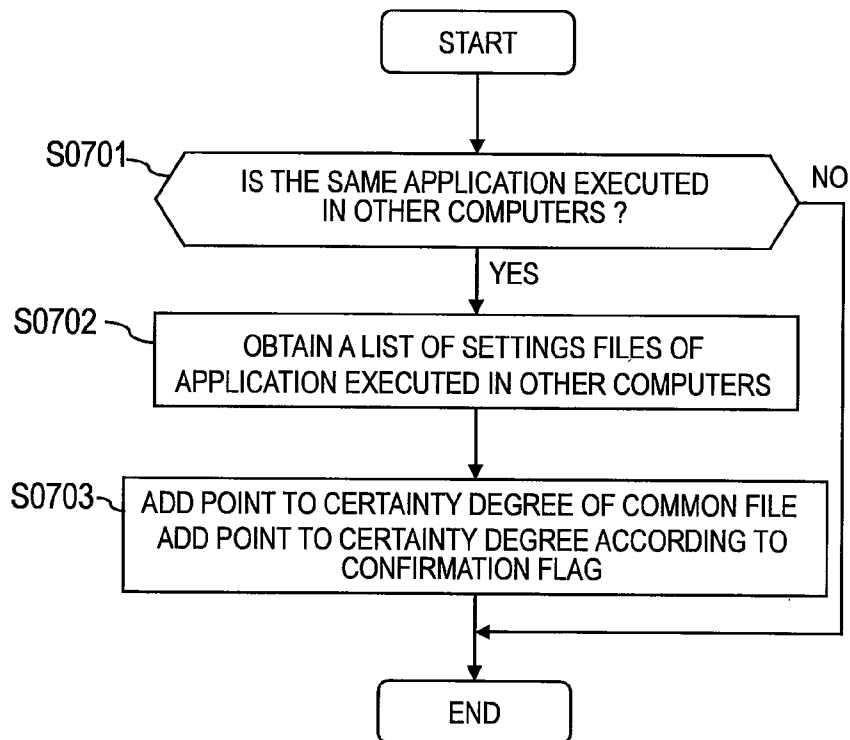 START
S0701
IS THE SAME APPLICATION EXECUTED
IN OTHER COMPUTERS ?
NO
YES
S0702
OBTAIN A LIST OF SETTINGS FILES OF
APPLICATION EXECUTED IN OTHER COMPUTERS
S0703
ADD POINT TO CERTAINTY DEGREE OF COMMON FILE
ADD POINT TO CERTAINTY DEGREE ACCORDING TO
CONFIRMATION FLAG
END